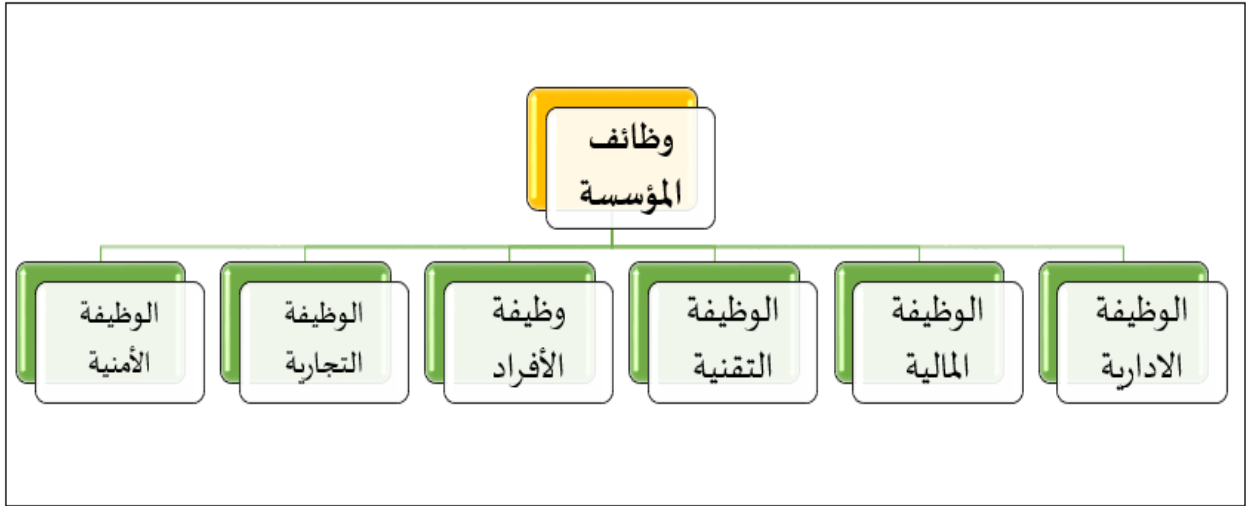 وظائف
المؤسسة
الوظيفة
الادارية
الوظيفة
المالية
الوظيفة
التقنية
وظيفة
الأفراد
الوظيفة
التجارية
الوظيفة
الأمنية